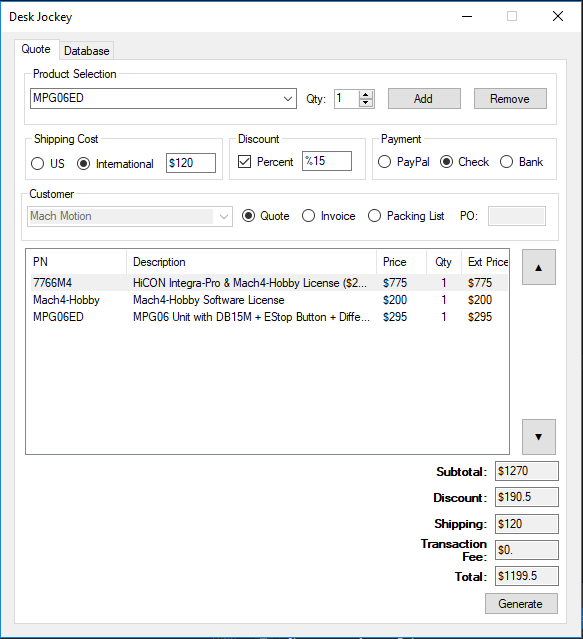 Desk Jockey
Quote Database
Product Selection
MPG06ED Qty: 1 Add Remove
Shipping Cost Discount Payment
US International $120 Percent %15 PayPal Check Bank
Customer
Mach Motion Quote Invoice Packing List PO:
PN Description Price Qty Ext Price
7766M4 HiCON Integra-Pro & Mach4-Hobby License ($2... $775 1 $775
Mach4-Hobby Mach4-Hobby Software License $200 1 $200
MPG06ED MPG06 Unit with DB15M + EStop Button + Diffe... $295 1 $295
Subtotal: $1270
Discount: $190.5
Shipping: $120
Transaction
Fee: $0.
Total: $1199.5
Generate